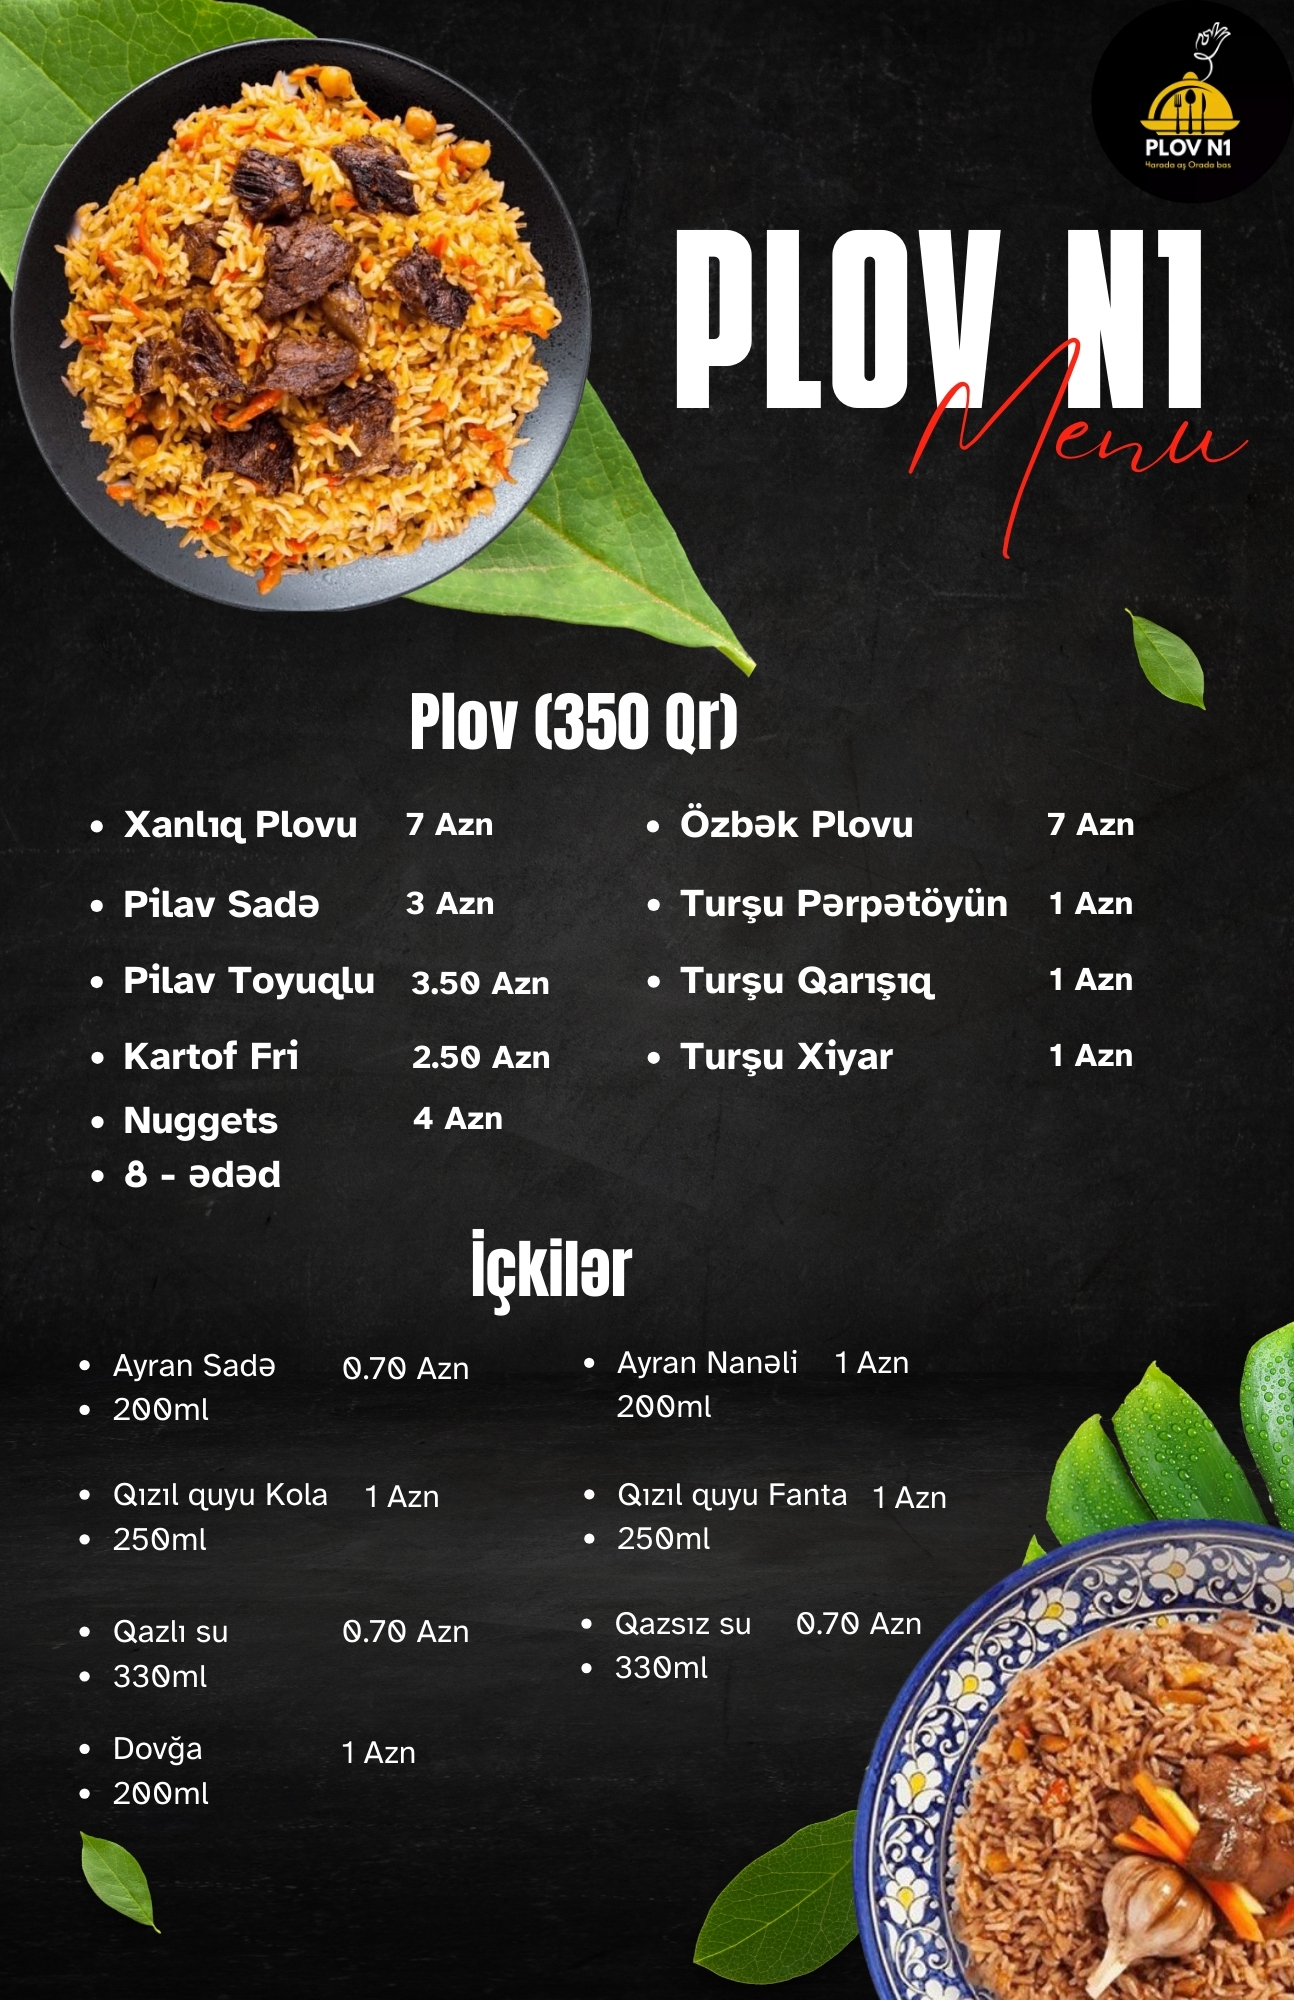 PLOV N1
Harada aş Orada baş
PLOV N1
Menu
Plov (350 Qr)
• Xanlıq Plovu 7 Azn
• Pilav Sadə 3 Azn
• Pilav Toyuqlu 3.50 Azn
• Kartof Fri 2.50 Azn
• Nuggets 4 Azn
• 8 - ədəd
• Özbək Plovu 7 Azn
• Turşu Pərpətöyün 1 Azn
• Turşu Qarışıq 1 Azn
• Turşu Xiyar 1 Azn
İçkilər
• Ayran Sadə 0.70 Azn
• 200ml
• Qızıl quyu Kola 1 Azn
• 250ml
• Qazlı su 0.70 Azn
• 330ml
• Dovğa 1 Azn
• 200ml
• Ayran Nanəli 1 Azn
200ml
• Qızıl quyu Fanta 1 Azn
• 250ml
• Qazsız su 0.70 Azn
• 330ml